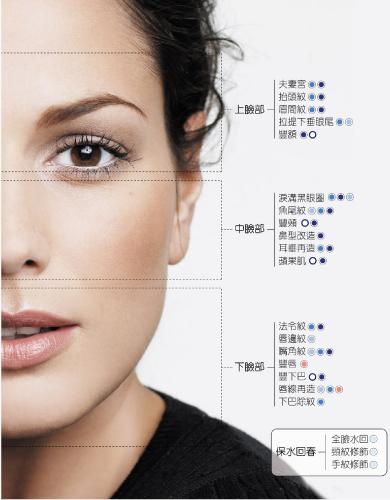 上臉部
夫妻宮
抬頭紋
眉間紋
拉提下垂眼尾
豐額
中臉部
淚溝黑眼圈
魚尾紋
豐頰
鼻型改造
耳垂再造
蘋果肌
下臉部
法令紋
唇邊紋
嘴角紋
豐唇
豐下巴
唇線再造
下巴除紋
保水回春
全臉水回
頸紋修飾
手紋修飾